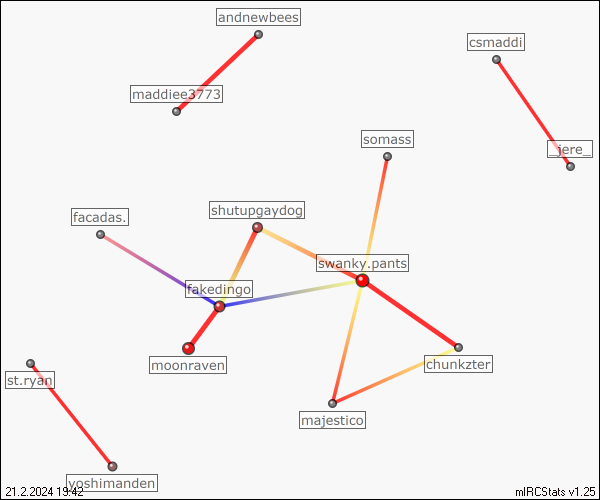 andnewbees
csmaddi
maddiee3773
somass
_jere_
shutupgaydog
facadas.
swanky.pants
fakedingo
moonraven
chunkzter
st.ryan
majestico
yoshimanden
21.2.2024 19:42
mIRCStats v1.25